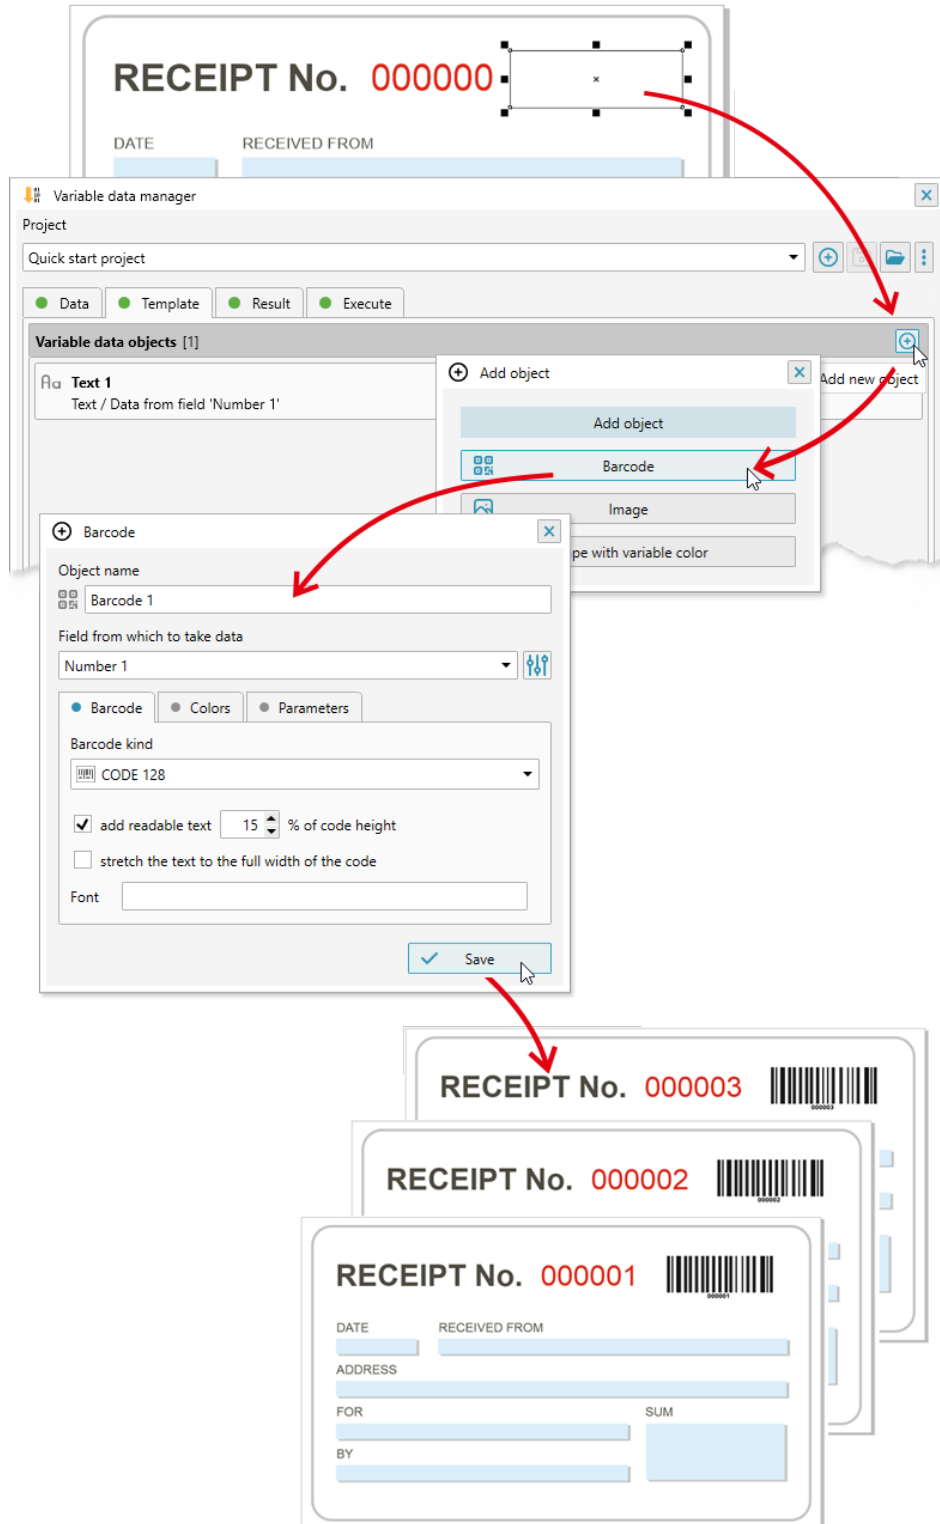 RECEIPT No. 000000
DATE RECEIVED FROM
Variable data manager
Project
Quick start project
Data Template Result Execute
Variable data objects [1]
Aa Text 1
Text / Data from field 'Number 1'
Add new object
Add object
Add object
Barcode
Image
pe with variable color
Barcode
Object name
Barcode 1
Field from which to take data
Number 1
Barcode Colors Parameters
Barcode kind
CODE 128
add readable text 15 % of code height
stretch the text to the full width of the code
Font
Save
RECEIPT No. 000003
000003
RECEIPT No. 000002
000002
RECEIPT No. 000001
000001
DATE RECEIVED FROM
ADDRESS
FOR SUM
BY